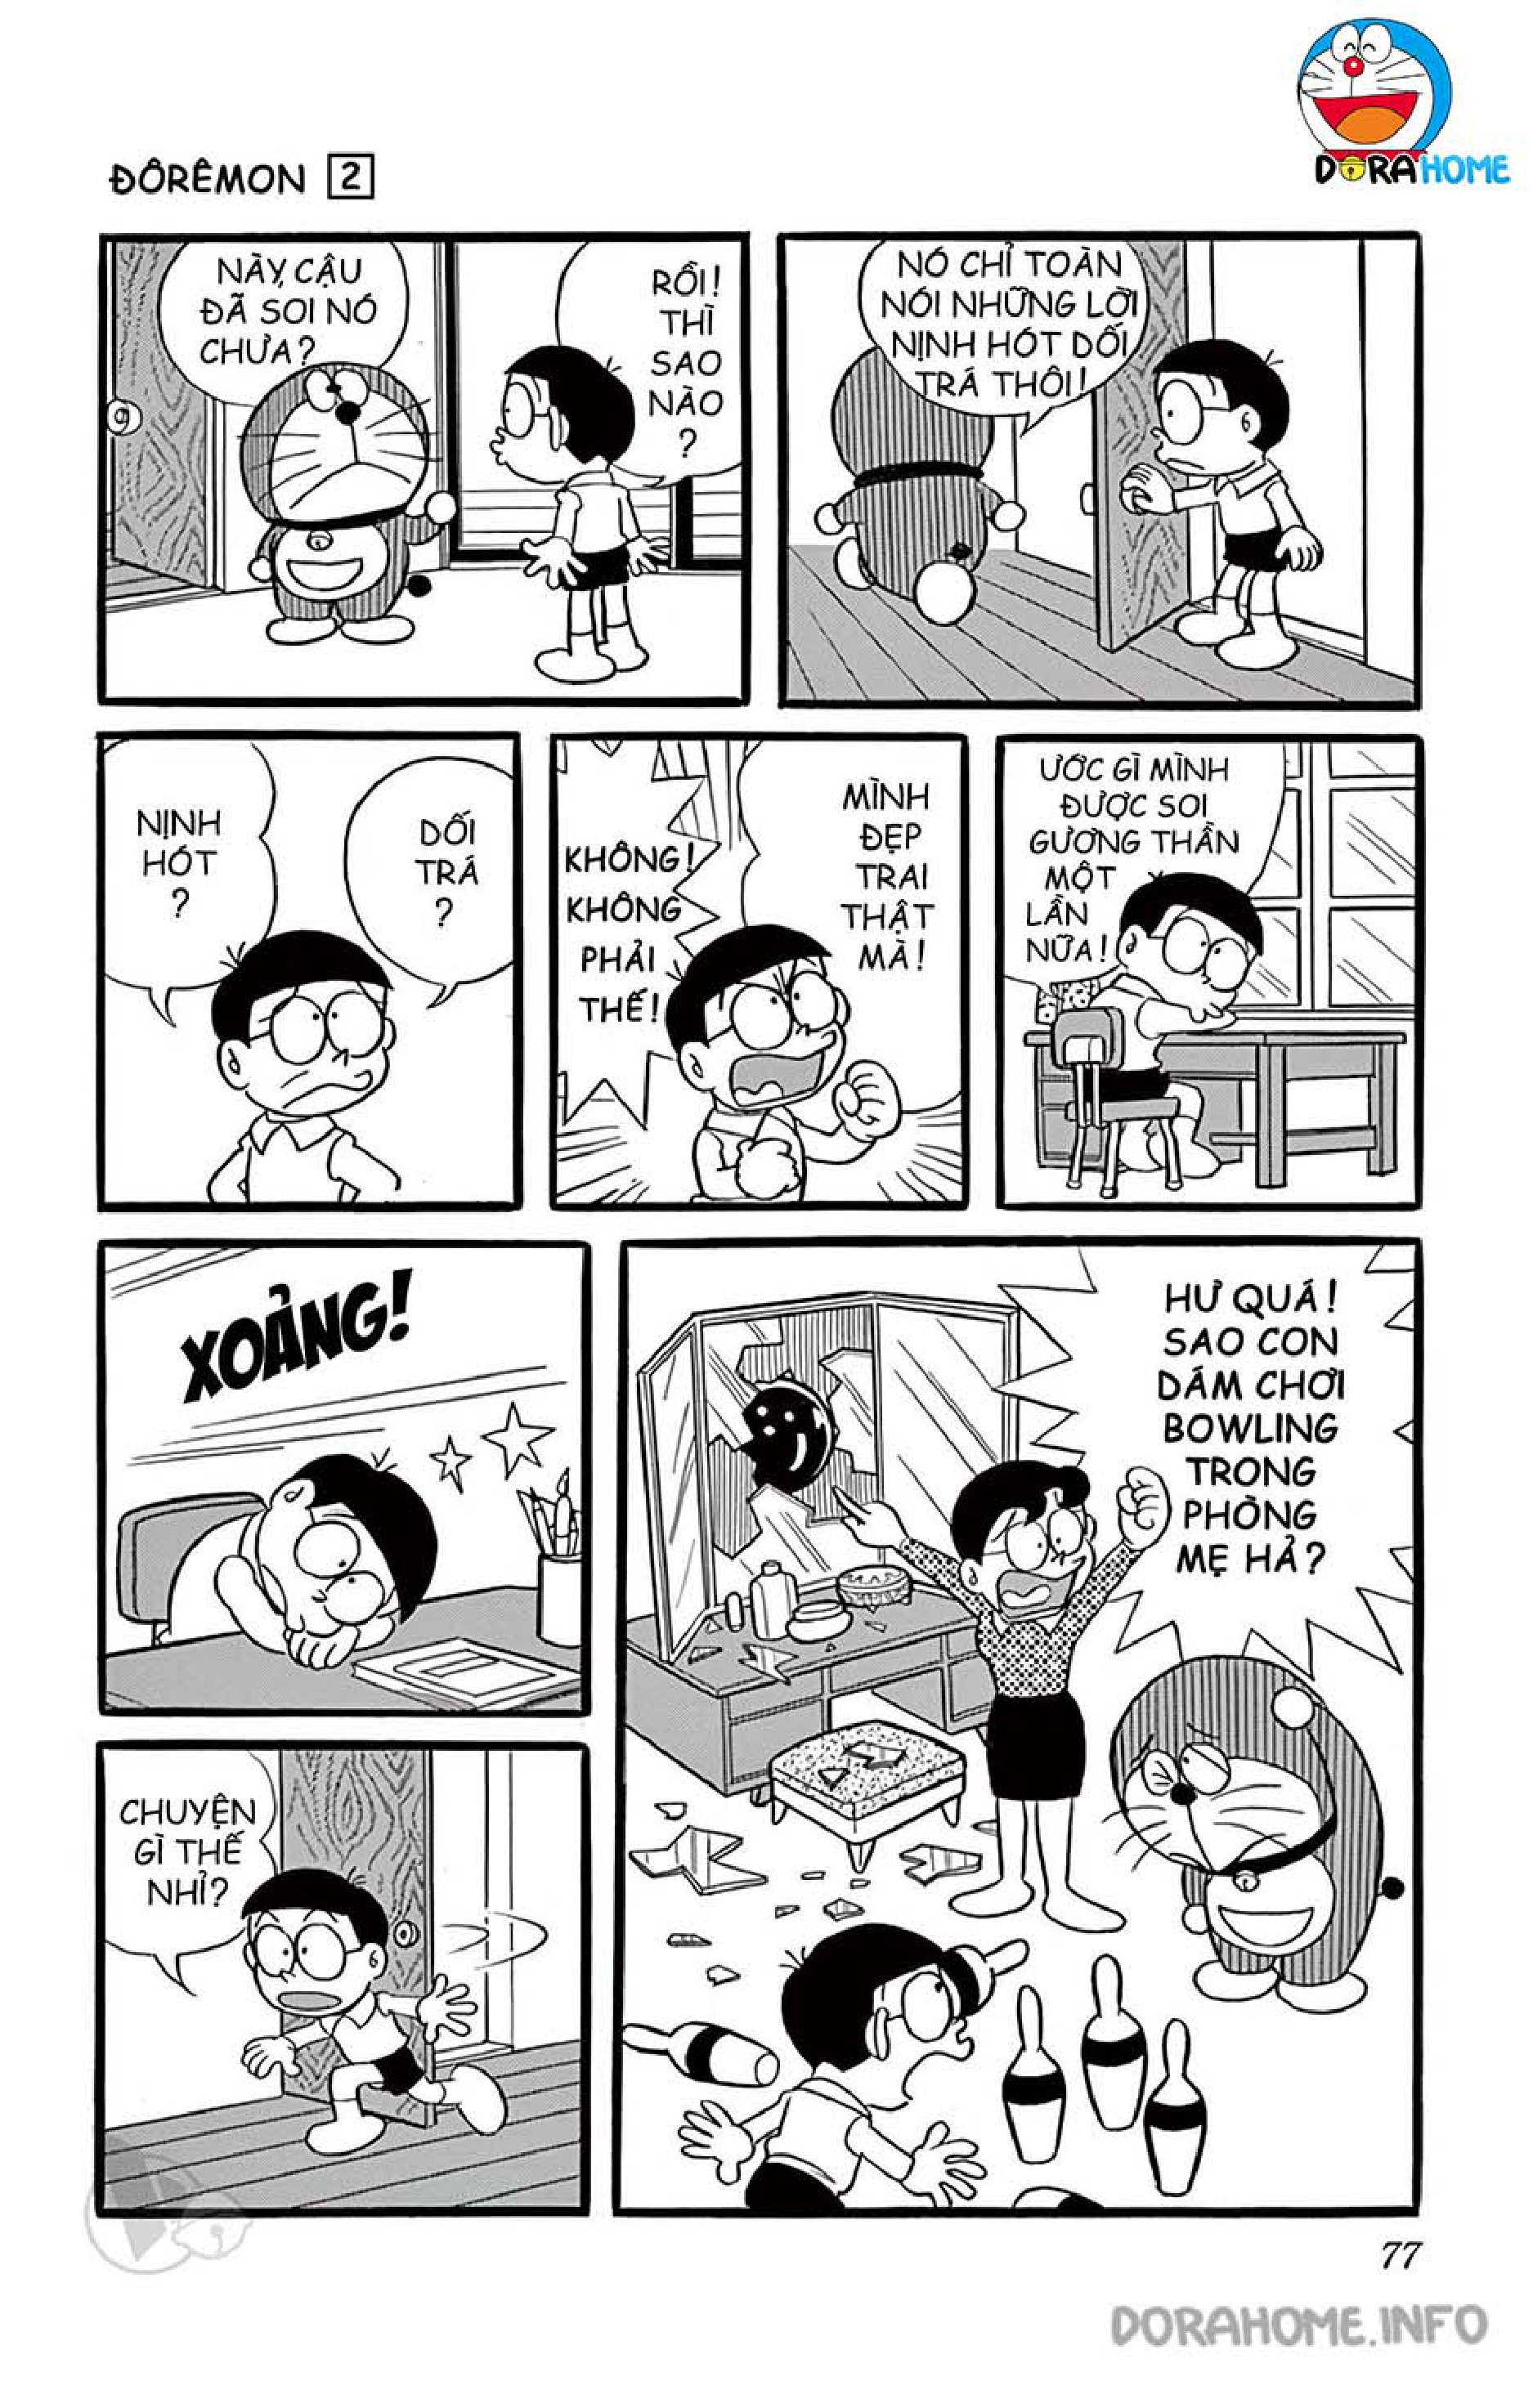 DORAHOME
ĐÔRÊMON 2
NÀY, CẬU
ĐÃ SOI NÓ
CHƯA?
RỒI!
THÌ
SAO
NÀO
?
NÓ CHỈ TOÀN
NÓI NHỮNG LỜI
NỊNH HÓT DỐI
TRÁ THÔI!
NỊNH
HÓT
?
DỐI
TRÁ
?
KHÔNG!
KHÔNG
PHẢI
THẾ!
MÌNH
ĐẸP
TRAI
THẬT
MÀ!
ƯỚC GÌ MÌNH
ĐƯỢC SOI
GƯƠNG THẦN
MỘT
LẦN
NỮA!
XOẢNG!
CHUYỆN
GÌ THẾ
NHỈ?
HƯ QUÁ!
SAO CON
DÁM CHƠI
BOWLING
TRONG
PHÒNG
MẸ HẢ?
77
DORAHOME.INFO